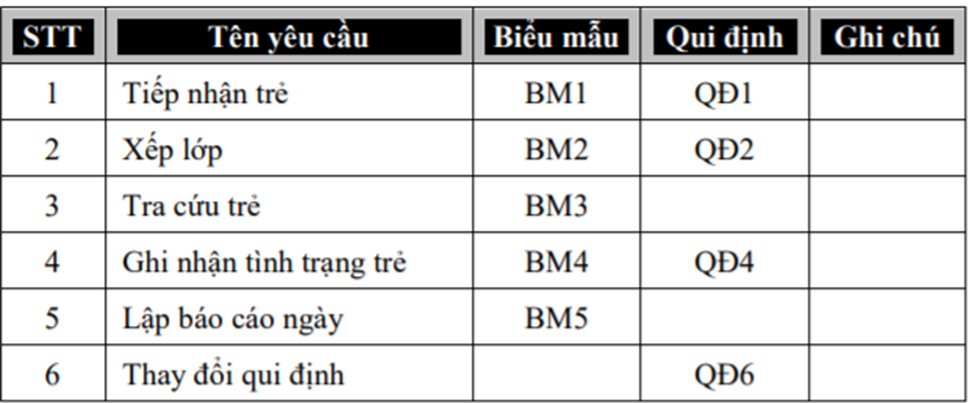 STT Tên yêu cầu Biểu mẫu Qui định Ghi chú
1 Tiếp nhận trẻ BM1 QĐ1
2 Xếp lớp BM2 QĐ2
3 Tra cứu trẻ BM3
4 Ghi nhận tình trạng trẻ BM4 QĐ4
5 Lập báo cáo ngày BM5
6 Thay đổi qui định QĐ6